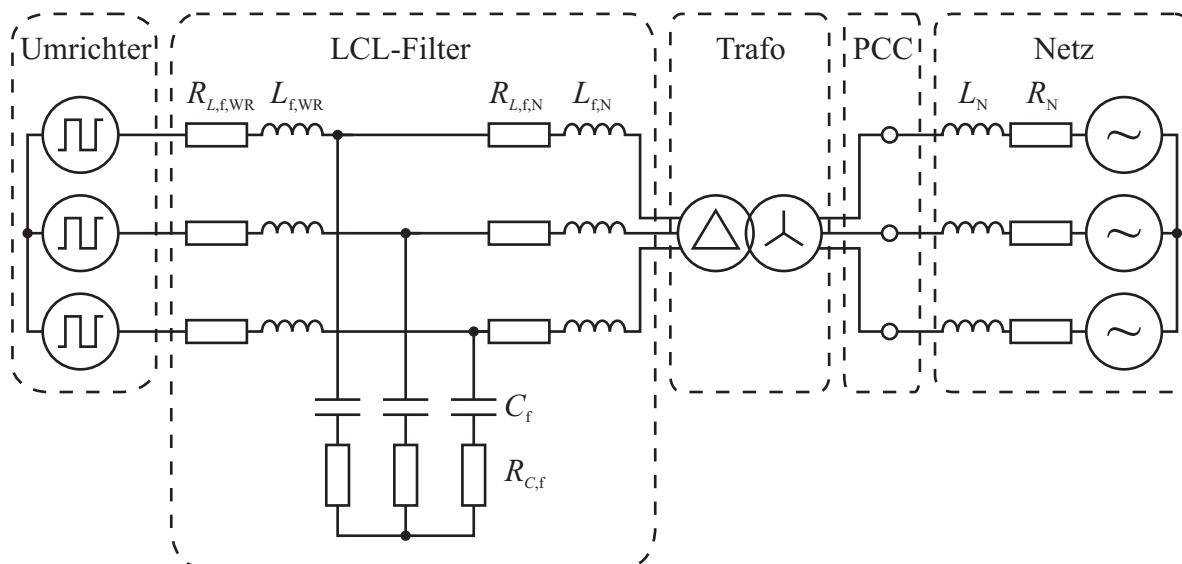 Umrichter
LCL-Filter
Trafo
PCC
Netz
R_{L,f,WR}
L_{f,WR}
R_{L,f,N}
L_{f,N}
L_N
R_N
C_f
R_{C,f}